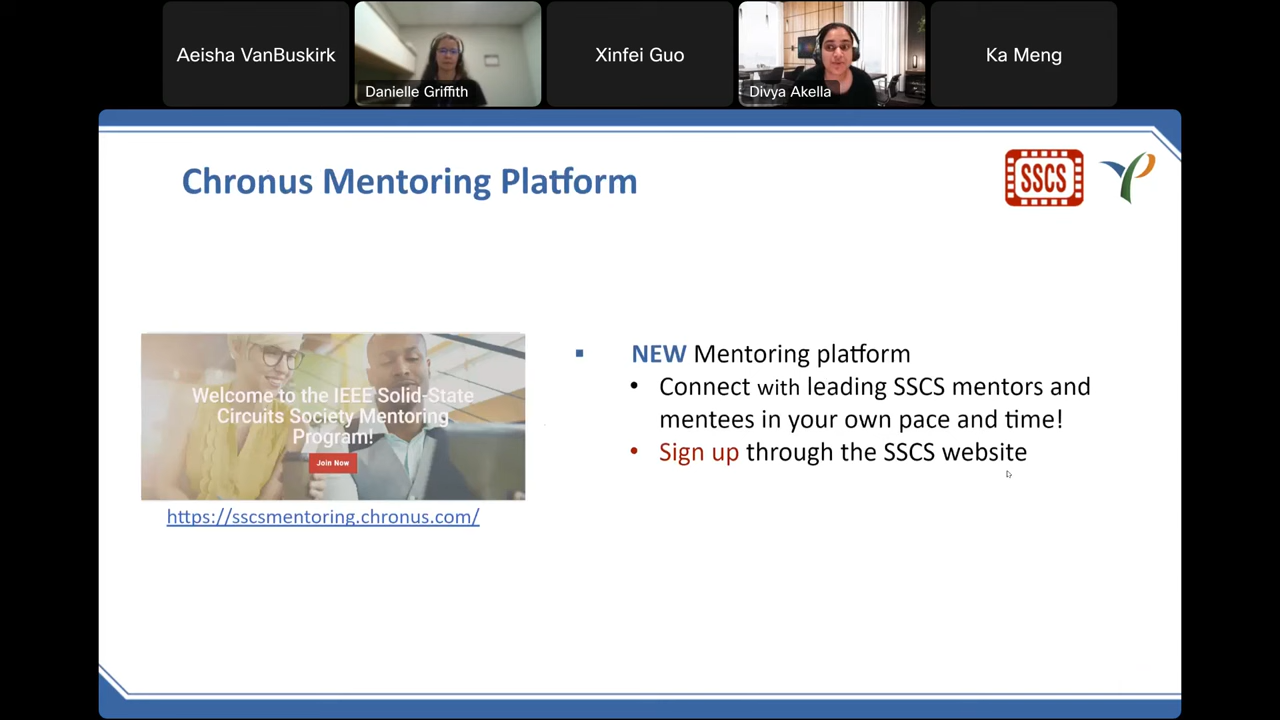 Aeisha VanBuskirk
Danielle Griffith
Xinfei Guo
Divya Akella
Ka Meng
Chronus Mentoring Platform
SSCS
Welcome to the IEEE Solid-State
Circuits Society Mentoring
Program!
Join Now
https://sscsmentoring.chronus.com/
▪ NEW Mentoring platform
• Connect with leading SSCS mentors and
mentees in your own pace and time!
• Sign up through the SSCS website